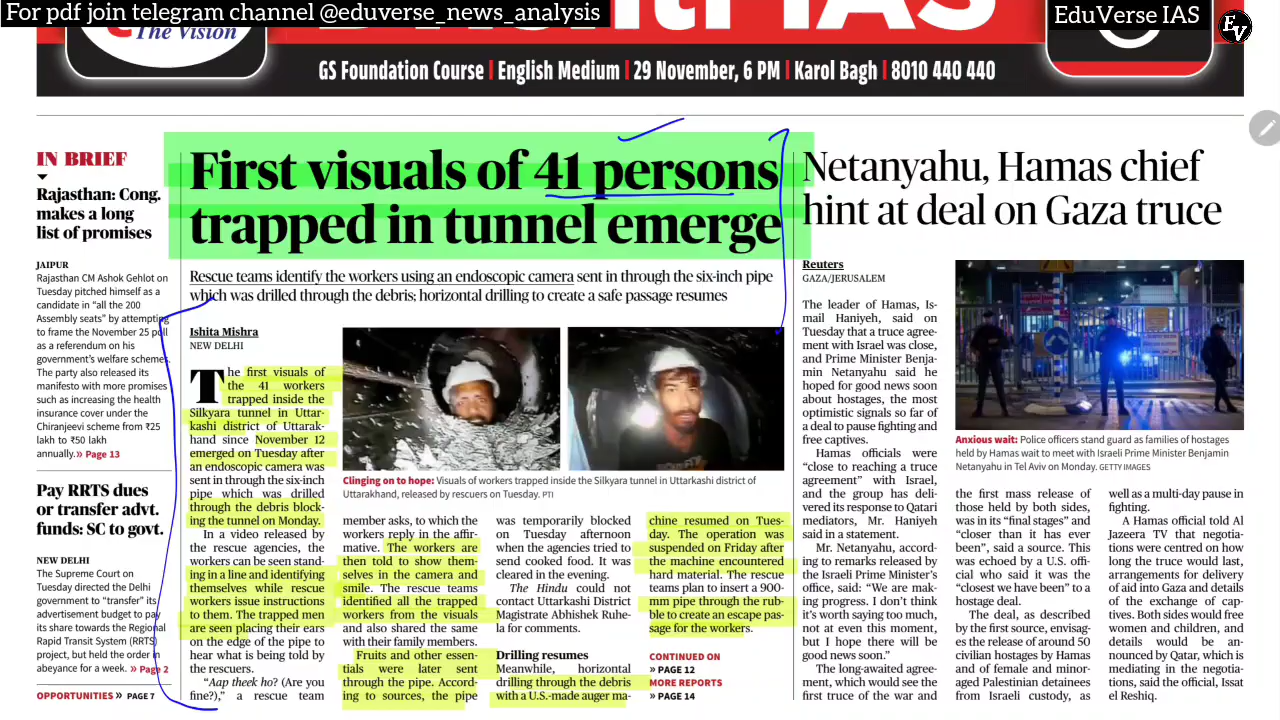 For pdf join telegram channel @eduverse_news_analysis
EduVerse IAS
EV
The Vision
GS Foundation Course | English Medium | 29 November, 6 PM | Karol Bagh | 8010 440 440
IN BRIEF
Rajasthan: Cong.
makes a long
list of promises
JAIPUR
Rajasthan CM Ashok Gehlot on
Tuesday pitched himself as a
candidate in “all the 200
Assembly seats” by attempting
to frame the November 25 poll
as a referendum on his
government’s welfare schemes.
The party also released its
manifesto with more promises
such as increasing the health
insurance cover under the
Chiranjeevi scheme from ₹25
lakh to ₹50 lakh
annually.» Page 13
Pay RRTS dues
or transfer advt.
funds: SC to govt.
NEW DELHI
The Supreme Court on
Tuesday directed the Delhi
government to “transfer” its
advertisement budget to pay
its share towards the Regional
Rapid Transit System (RRTS)
project, but held the order in
abeyance for a week. » Page 2
OPPORTUNITIES » PAGE 7
First visuals of 41 persons
trapped in tunnel emerge
Rescue teams identify the workers using an endoscopic camera sent in through the six-inch pipe
which was drilled through the debris; horizontal drilling to create a safe passage resumes
Ishita Mishra
NEW DELHI
The first visuals of
the 41 workers
trapped inside the
Silkyara tunnel in Uttar-
kashi district of Uttarak-
hand since November 12
emerged on Tuesday after
an endoscopic camera was
sent in through the six-inch
pipe which was drilled
through the debris block-
ing the tunnel on Monday.
In a video released by
the rescue agencies, the
workers can be seen stand-
ing in a line and identifying
themselves while rescue
workers issue instructions
to them. The trapped men
are seen placing their ears
on the edge of the pipe to
hear what is being told by
the rescuers.
“Aap theek ho? (Are you
fine?),” a rescue team
Clinging on to hope: Visuals of workers trapped inside the Silkyara tunnel in Uttarkashi district of
Uttarakhand, released by rescuers on Tuesday. PTI
member asks, to which the
workers reply in the affir-
mative. The workers are
then told to show them-
selves in the camera and
smile. The rescue teams
identified all the trapped
workers from the visuals
and also shared the same
with their family members.
Fruits and other essen-
tials were later sent
through the pipe. Accord-
ing to sources, the pipe
was temporarily blocked
on Tuesday afternoon
when the agencies tried to
send cooked food. It was
cleared in the evening.
The Hindu could not
contact Uttarkashi District
Magistrate Abhishek Ruhe-
la for comments.
Drilling resumes
Meanwhile, horizontal
drilling through the debris
with a U.S.-made auger ma-
chine resumed on Tues-
day. The operation was
suspended on Friday after
the machine encountered
hard material. The rescue
teams plan to insert a 900-
mm pipe through the rub-
ble to create an escape pas-
sage for the workers.
CONTINUED ON
» PAGE 12
MORE REPORTS
» PAGE 14
Netanyahu, Hamas chief
hint at deal on Gaza truce
Reuters
GAZA/JERUSALEM
The leader of Hamas, Is-
mail Haniyeh, said on
Tuesday that a truce agree-
ment with Israel was close,
and Prime Minister Benja-
min Netanyahu said he
hoped for good news soon
about hostages, the most
optimistic signals so far of
a deal to pause fighting and
free captives.
Hamas officials were
“close to reaching a truce
agreement” with Israel,
and the group has deli-
vered its response to Qatari
mediators, Mr. Haniyeh
said in a statement.
Mr. Netanyahu, accord-
ing to remarks released by
the Israeli Prime Minister’s
office, said: “We are mak-
ing progress. I don’t think
it’s worth saying too much,
not at even this moment,
but I hope there will be
good news soon.”
The long-awaited agree-
ment, which would see the
first truce of the war and
Anxious wait: Police officers stand guard as families of hostages
held by Hamas wait to meet with Israeli Prime Minister Benjamin
Netanyahu in Tel Aviv on Monday. GETTY IMAGES
the first mass release of
those held by both sides,
was in its “final stages” and
“closer than it has ever
been”, said a source. This
was echoed by a U.S. offi-
cial who said it was the
“closest we have been” to a
hostage deal.
The deal, as described
by the first source, envisag-
es the release of around 50
civilian hostages by Hamas
and of female and minor-
aged Palestinian detainees
from Israeli custody, as
well as a multi-day pause in
fighting.
A Hamas official told Al
Jazeera TV that negotia-
tions were centred on how
long the truce would last,
arrangements for delivery
of aid into Gaza and details
of the exchange of cap-
tives. Both sides would free
women and children, and
details would be an-
nounced by Qatar, which is
mediating in the negotia-
tions, said the official, Issat
el Reshiq.